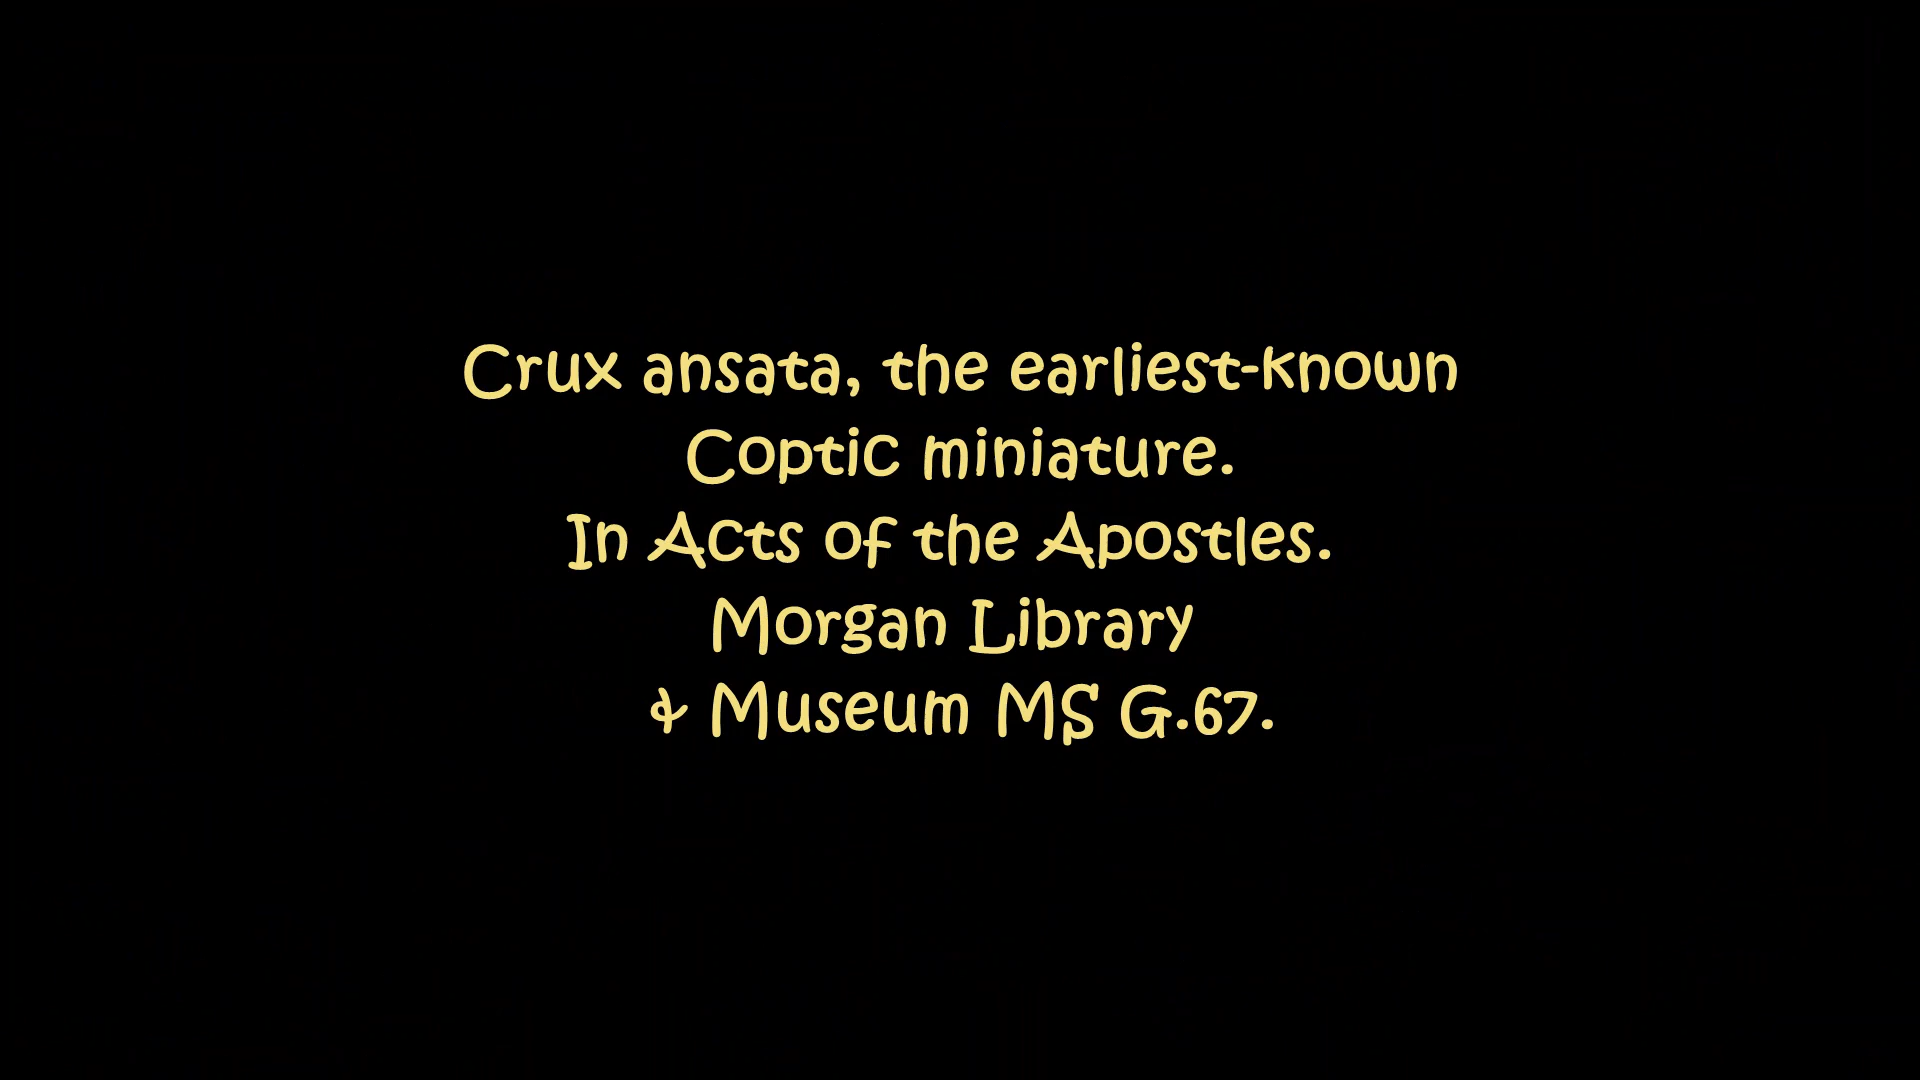 Crux ansata, the earliest-known
Coptic miniature.
In Acts of the Apostles.
Morgan Library
& Museum MS G.67.